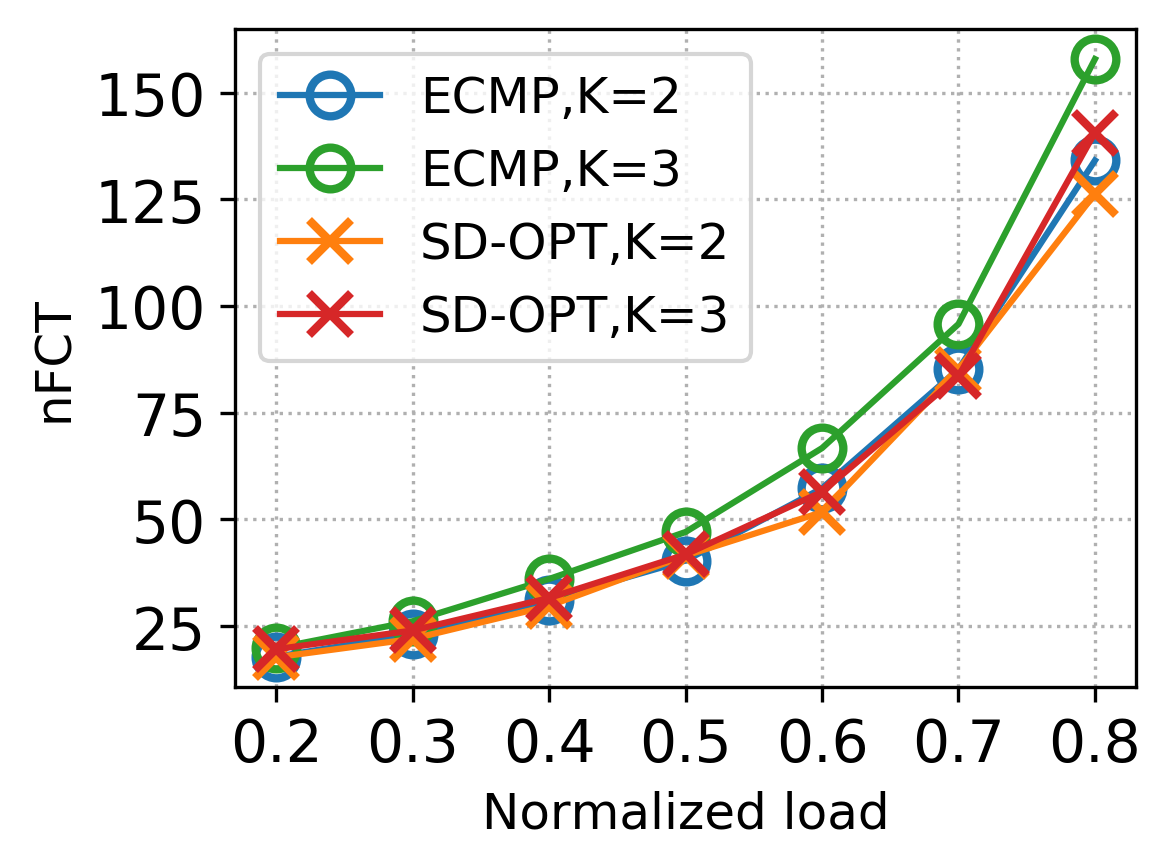 ECMP,K=2
ECMP,K=3
SD-OPT,K=2
SD-OPT,K=3
150
125
100
75
50
25
nFCT
0.2 0.3 0.4 0.5 0.6 0.7 0.8
Normalized load